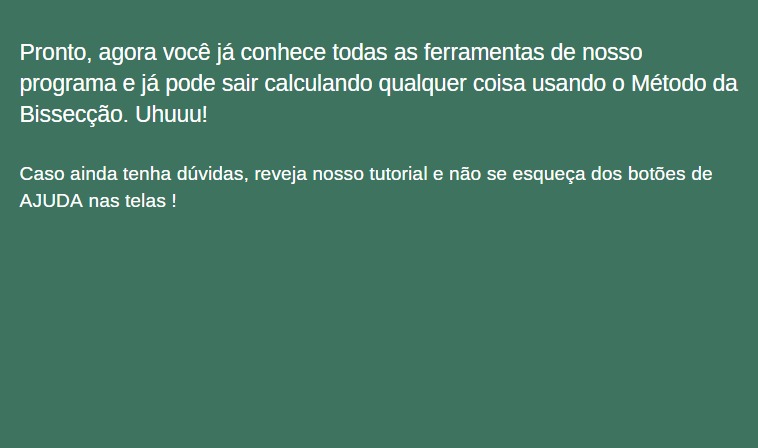 Pronto, agora você já conhece todas as ferramentas de nosso
programa e já pode sair calculando qualquer coisa usando o Método da
Bissecção. Uhuuu!
Caso ainda tenha dúvidas, reveja nosso tutorial e não se esqueça dos botões de
AJUDA nas telas !